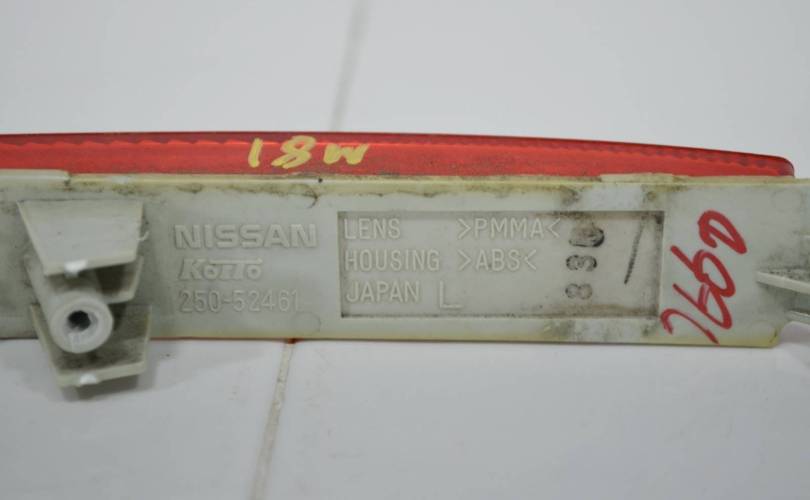 18W
NISSAN
KOITO
250-52461
LENS >PMMA<
HOUSING >ABS<
JAPAN L